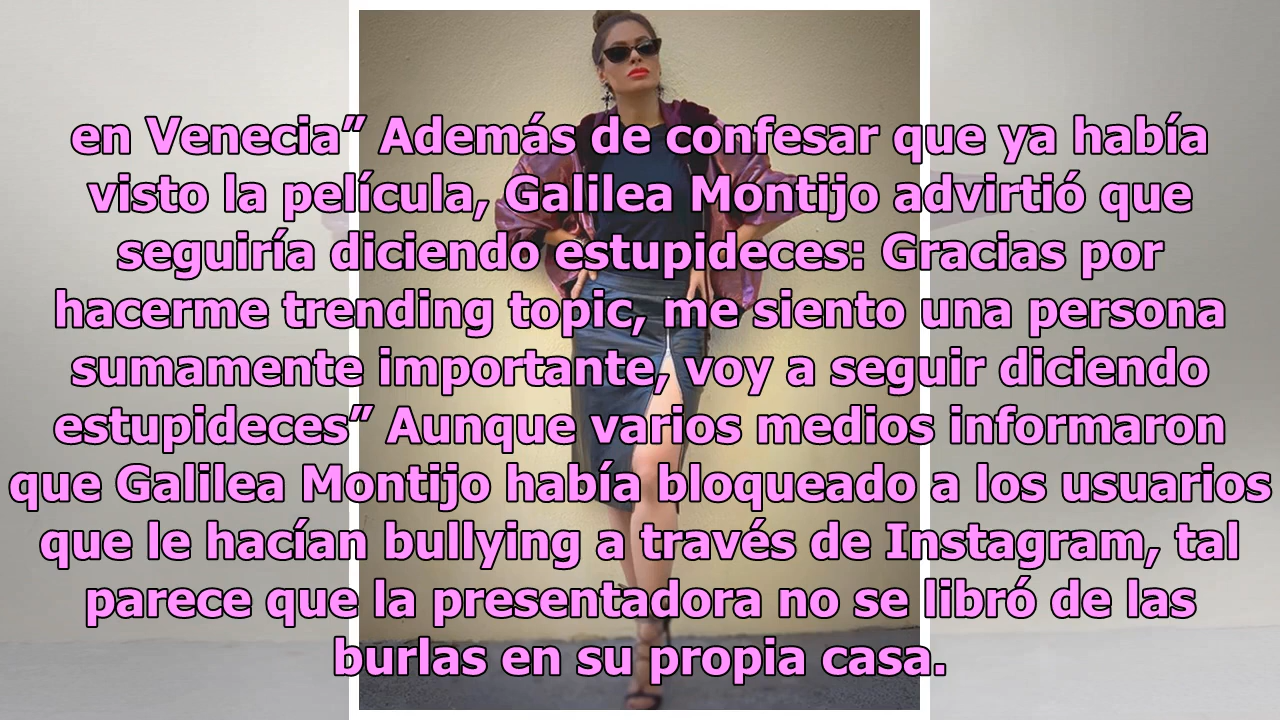 en Venecia” Además de confesar que ya había
visto la película, Galilea Montijo advirtió que
seguiría diciendo estupideces: Gracias por
hacerme trending topic, me siento una persona
sumamente importante, voy a seguir diciendo
estupideces” Aunque varios medios informaron
que Galilea Montijo había bloqueado a los usuarios
que le hacían bullying a través de Instagram, tal
parece que la presentadora no se libró de las
burlas en su propia casa.